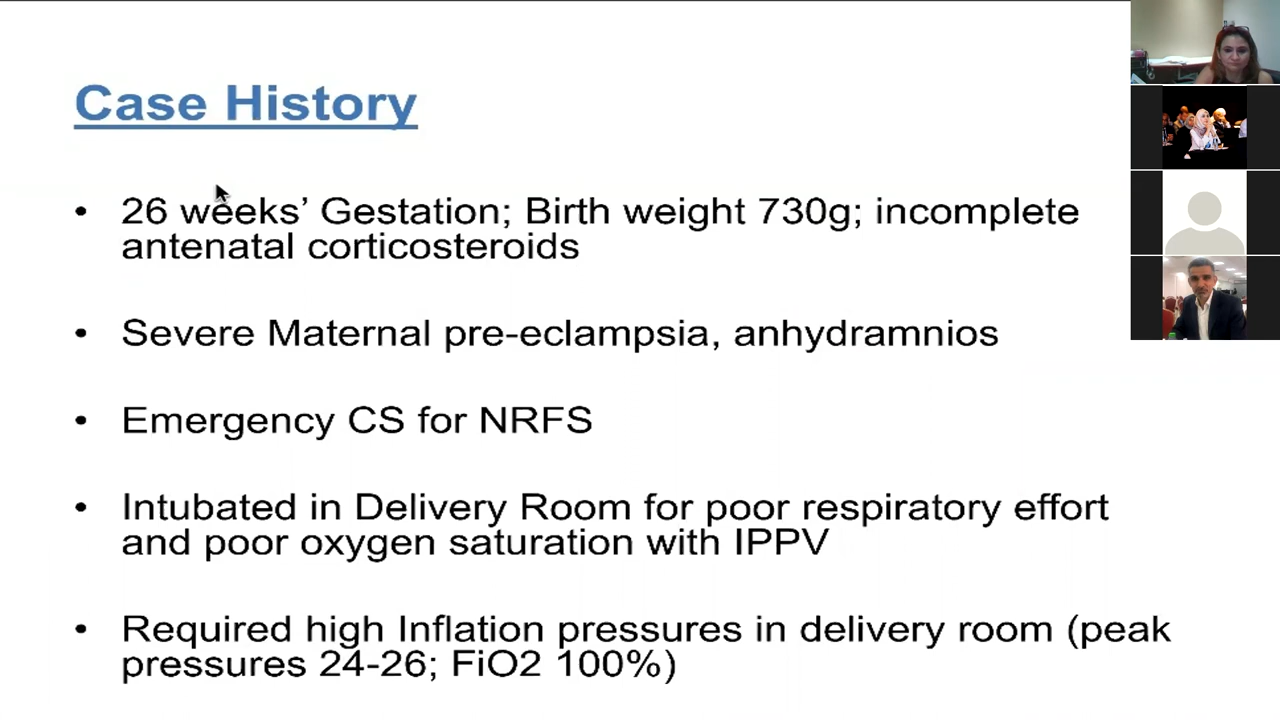 Case History
• 26 weeks’ Gestation; Birth weight 730g; incomplete
antenatal corticosteroids
• Severe Maternal pre-eclampsia, anhydramnios
• Emergency CS for NRFS
• Intubated in Delivery Room for poor respiratory effort
and poor oxygen saturation with IPPV
• Required high Inflation pressures in delivery room (peak
pressures 24-26; FiO2 100%)